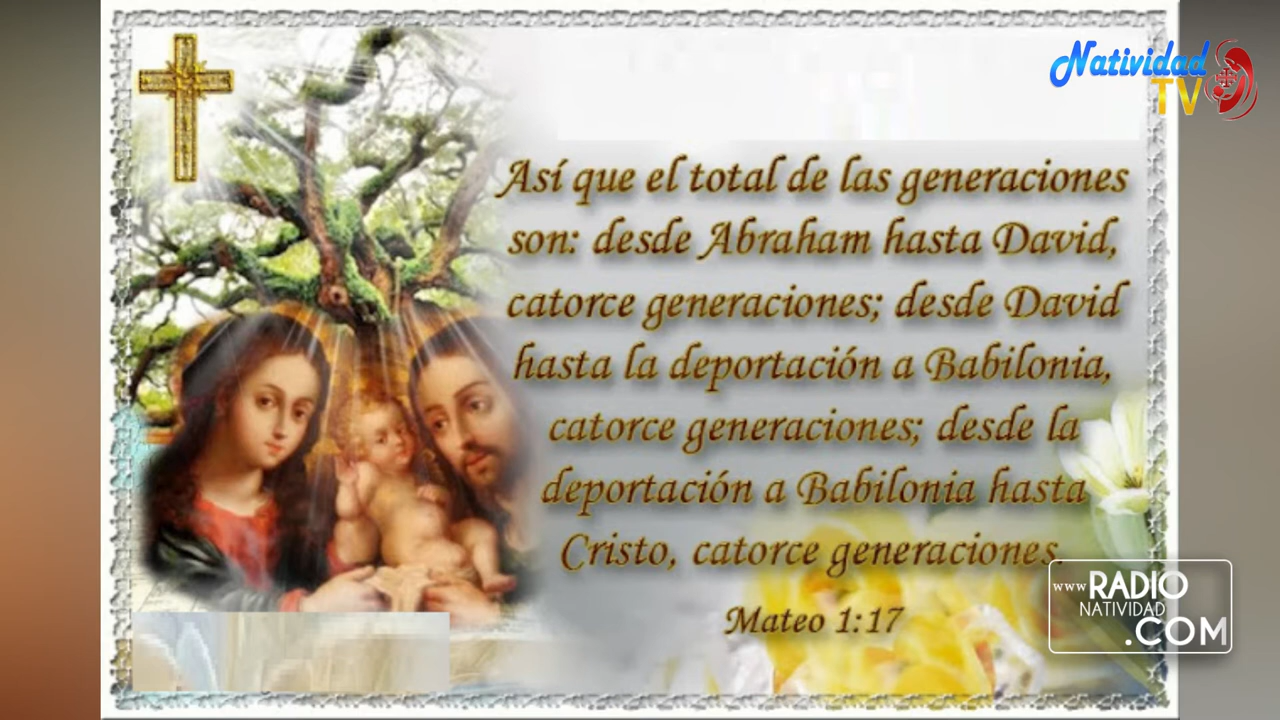 Natividad
TV
Así que el total de las generaciones
son: desde Abraham hasta David,
catorce generaciones; desde David
hasta la deportación a Babilonia,
catorce generaciones; desde la
deportación a Babilonia hasta
Cristo, catorce generaciones.
Mateo 1:17
www RADIO
NATIVIDAD
.COM